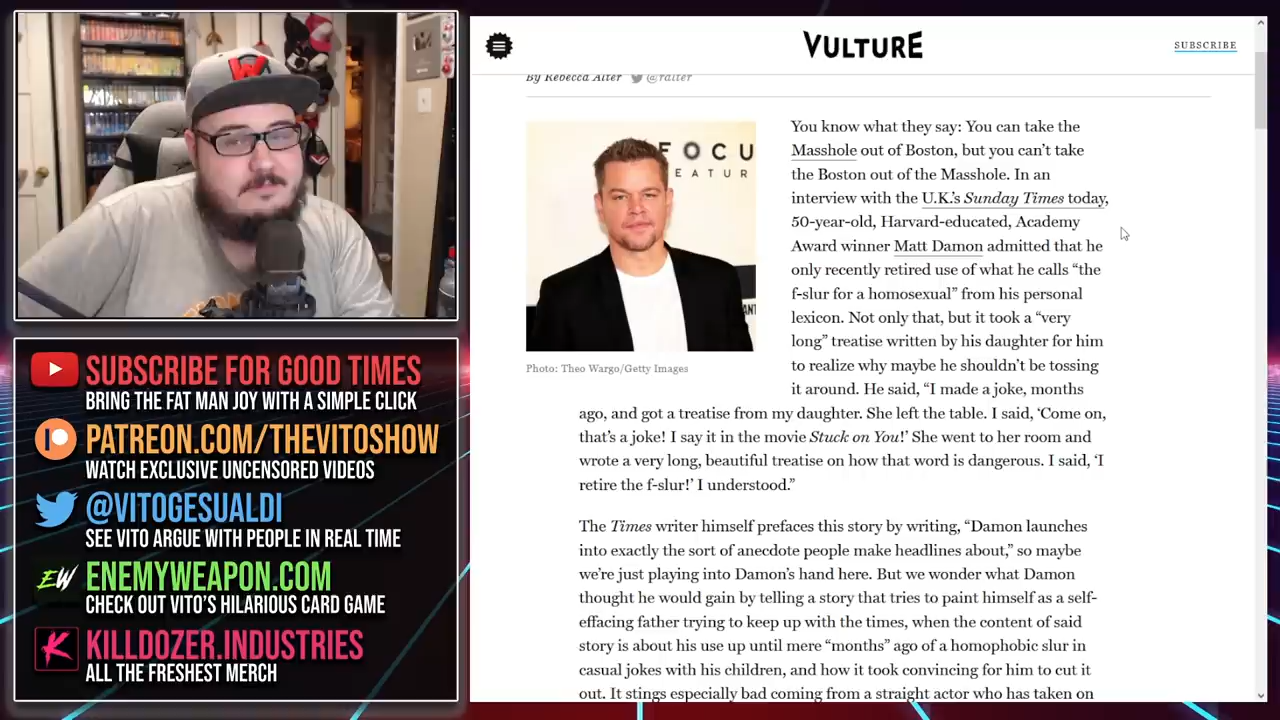 SUBSCRIBE FOR GOOD TIMES
BRING THE FAT MAN JOY WITH A SIMPLE CLICK
PATREON.COM/THEVITOSHOW
WATCH EXCLUSIVE UNCENSORED VIDEOS
@VITOGESUALDI
SEE VITO ARGUE WITH PEOPLE IN REAL TIME
EW
ENEMYWEAPON.COM
CHECK OUT VITO'S HILARIOUS CARD GAME
K
KILLDOZER.INDUSTRIES
ALL THE FRESHEST MERCH
VULTURE
SUBSCRIBE
By Rebecca Alter @ralter
FOCU
EATUR
Photo: Theo Wargo/Getty Images
You know what they say: You can take the
Masshole out of Boston, but you can't take
the Boston out of the Masshole. In an
interview with the U.K.'s Sunday Times today,
50-year-old, Harvard-educated, Academy
Award winner Matt Damon admitted that he
only recently retired use of what he calls “the
f-slur for a homosexual” from his personal
lexicon. Not only that, but it took a “very
long” treatise written by his daughter for him
to realize why maybe he shouldn't be tossing
it around. He said, “I made a joke, months
ago, and got a treatise from my daughter. She left the table. I said, ‘Come on,
that's a joke! I say it in the movie Stuck on You!’ She went to her room and
wrote a very long, beautiful treatise on how that word is dangerous. I said, ‘I
retire the f-slur!’ I understood.”
The Times writer himself prefaces this story by writing, “Damon launches
into exactly the sort of anecdote people make headlines about,” so maybe
we're just playing into Damon's hand here. But we wonder what Damon
thought he would gain by telling a story that tries to paint himself as a self-
effacing father trying to keep up with the times, when the content of said
story is about his use up until mere “months” ago of a homophobic slur in
casual jokes with his children, and how it took convincing for him to cut it
out. It stings especially bad coming from a straight actor who has taken on